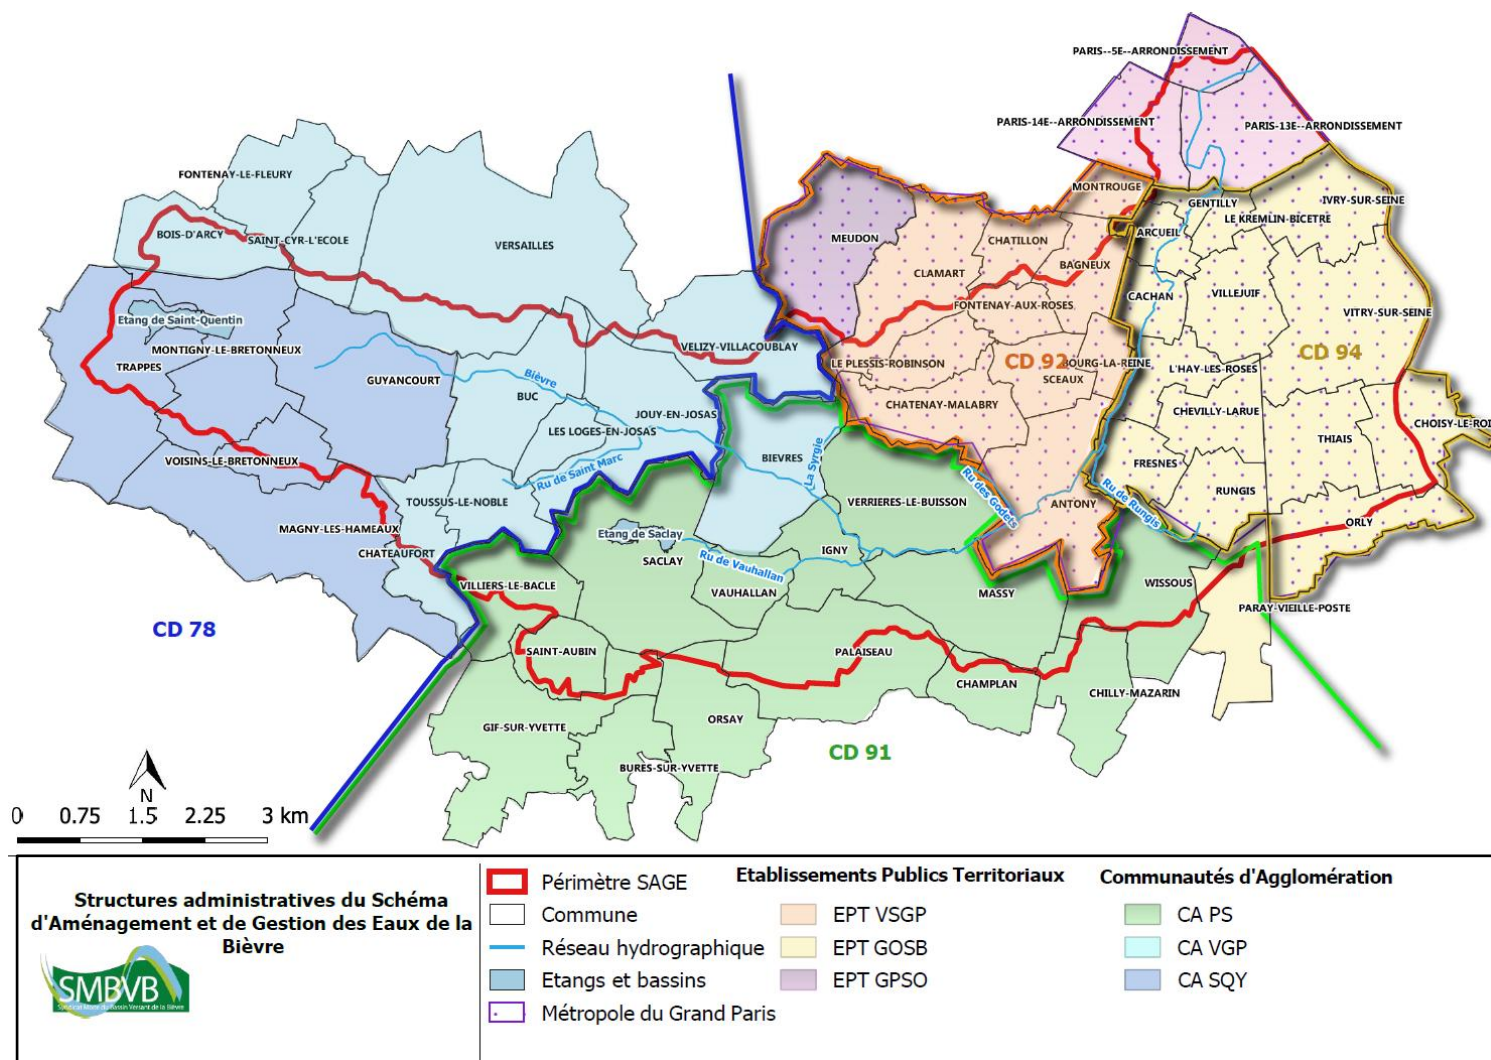 PARIS--5E--ARRONDISSEMENT
PARIS-14E--ARRONDISSEMENT
PARIS-13E--ARRONDISSEMENT
FONTENAY-LE-FLEURY
MONTROUGE
GENTILLY
IVRY-SUR-SEINE
LE KREMLIN-BICETRE
BOIS-D'ARCY
SAINT-CYR-L'ECOLE
VERSAILLES
MEUDON
CHATILLON
ARCUEIL
CLAMART
BAGNEUX
CACHAN
VILLEJUIF
FONTENAY-AUX-ROSES
VITRY-SUR-SEINE
Etang de Saint-Quentin
MONTIGNY-LE-BRETONNEUX
VELIZY-VILLACOUBLAY
TRAPPES
LE PLESSIS-ROBINSON
CD 92
BOURG-LA-REINE
CD 94
GUYANCOURT
Bièvre
SCEAUX
L'HAY-LES-ROSES
BUC
CHATENAY-MALABRY
CHEVILLY-LARUE
JOUY-EN-JOSAS
CHOISY-LE-ROI
LES LOGES-EN-JOSAS
THIAIS
VOISINS-LE-BRETONNEUX
Ru de Saint Marc
BIEVRES
La Sygrie
FRESNES
RUNGIS
TOUSSUS-LE-NOBLE
VERRIERES-LE-BUISSON
Ru des Godets
ANTONY
Ru de Rungis
MAGNY-LES-HAMEAUX
ORLY
CHATEAUFORT
Etang de Saclay
SACLAY
Ru de Vauhallan
IGNY
VILLIERS-LE-BACLE
VAUHALLAN
MASSY
WISSOUS
PARAY-VIEILLE-POSTE
CD 78
SAINT-AUBIN
PALAISEAU
CHAMPLAN
CHILLY-MAZARIN
GIF-SUR-YVETTE
ORSAY
CD 91
BURES-SUR-YVETTE
N
0 0.75 1.5 2.25 3 km
Structures administratives du Schéma
d'Aménagement et de Gestion des Eaux de la
Bièvre
SMBVB
Syndicat Mixte du Bassin Versant de la Bièvre
Périmètre SAGE
Commune
Réseau hydrographique
Etangs et bassins
Métropole du Grand Paris
Etablissements Publics Territoriaux
EPT VSGP
EPT GOSB
EPT GPSO
Communautés d'Agglomération
CA PS
CA VGP
CA SQY